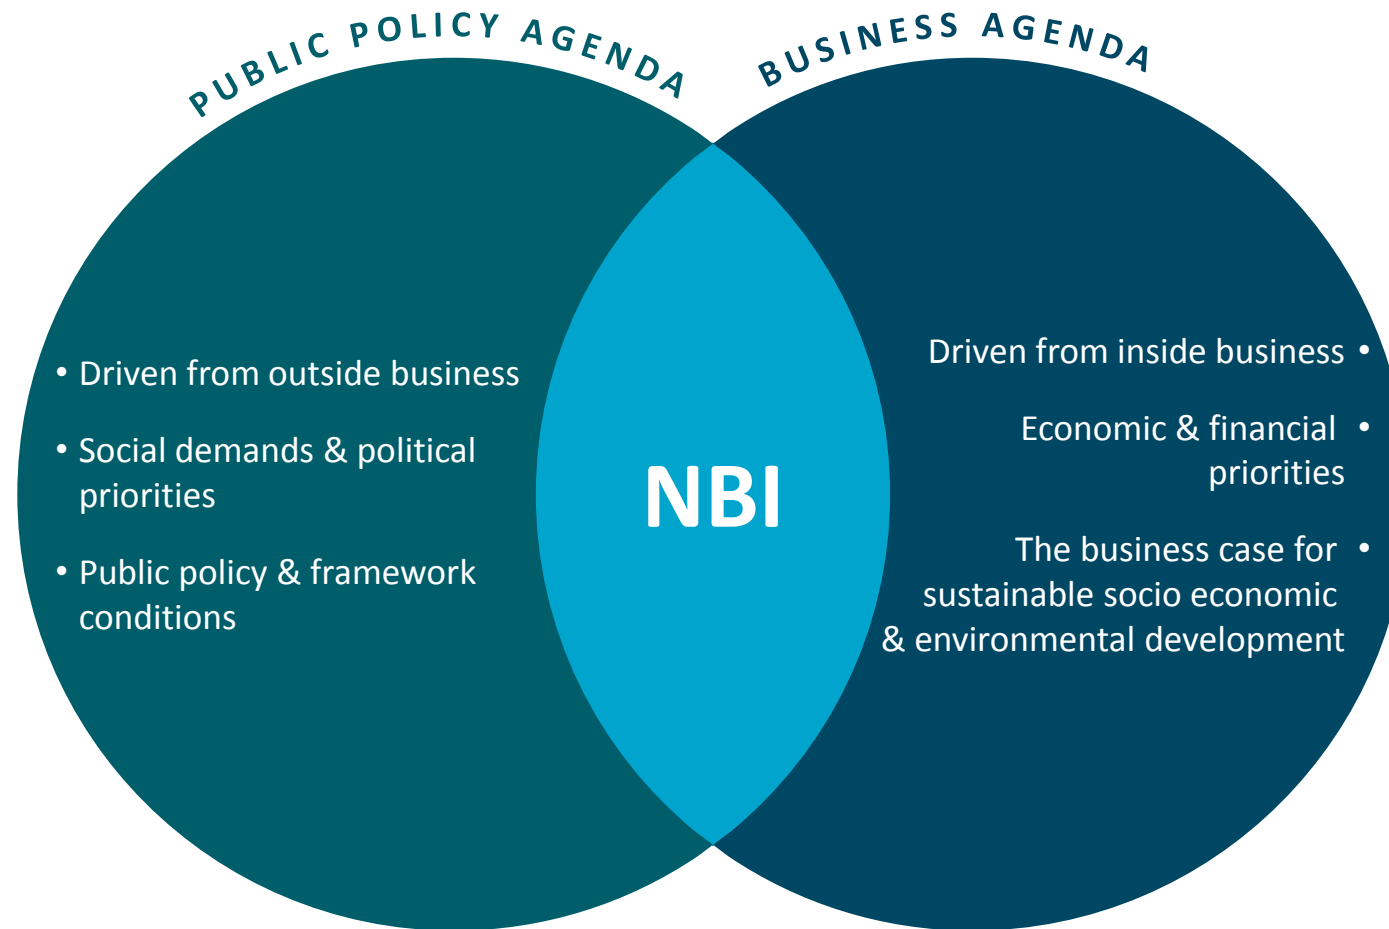 PUBLIC POLICY AGENDA
BUSINESS AGENDA
• Driven from outside business
• Social demands & political
priorities
• Public policy & framework
conditions
NBI
Driven from inside business •
Economic & financial •
priorities
The business case for •
sustainable socio economic
& environmental development